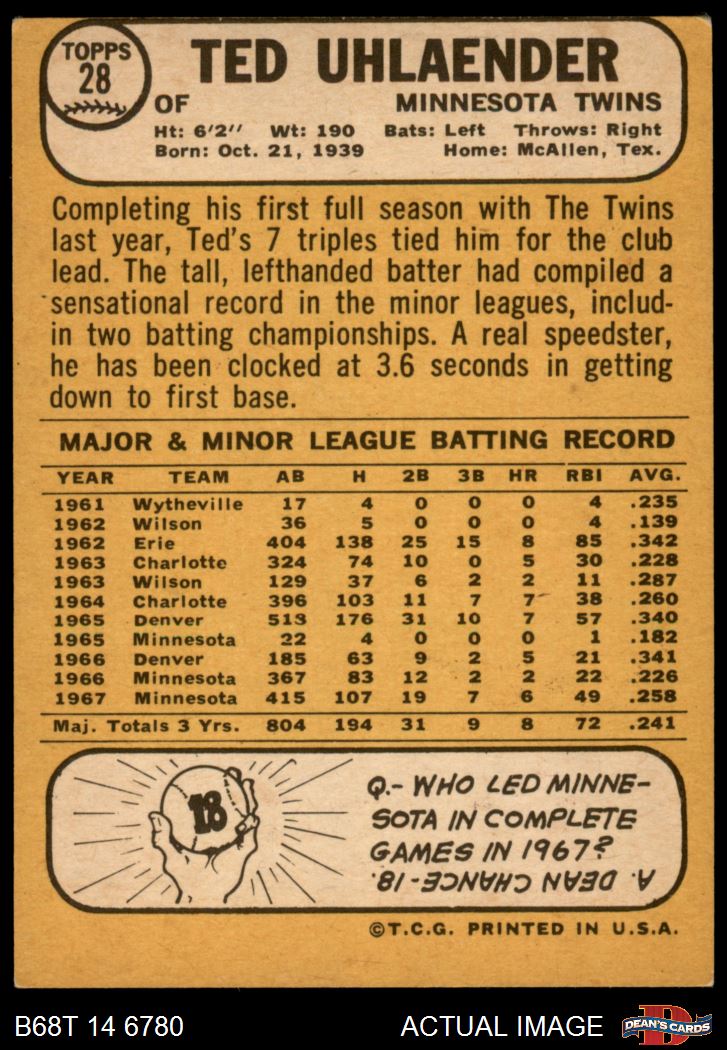 TOPPS
28
TED UHLAENDER
OF MINNESOTA TWINS
Ht: 6'2" Wt: 190 Bats: Left Throws: Right
Born: Oct. 21, 1939 Home: McAllen, Tex.
Completing his first full season with The Twins
last year, Ted's 7 triples tied him for the club
lead. The tall, lefthanded batter had compiled a
sensational record in the minor leagues, includ-
in two batting championships. A real speedster,
he has been clocked at 3.6 seconds in getting
down to first base.
MAJOR & MINOR LEAGUE BATTING RECORD
YEAR TEAM AB H 2B 3B HR RBI AVG.
1961 Wytheville 17 4 0 0 0 4 .235
1962 Wilson 36 5 0 0 0 4 .139
1962 Erie 404 138 25 15 8 85 .342
1963 Charlotte 324 74 10 0 5 30 .228
1963 Wilson 129 37 6 2 2 11 .287
1964 Charlotte 396 103 11 7 7 38 .260
1965 Denver 513 176 31 10 7 57 .340
1965 Minnesota 22 4 0 0 0 1 .182
1966 Denver 185 63 9 2 5 21 .341
1966 Minnesota 367 83 12 2 2 22 .226
1967 Minnesota 415 107 19 7 6 49 .258
Maj. Totals 3 Yrs. 804 194 31 9 8 72 .241
18
Q.- WHO LED MINNE-
SOTA IN COMPLETE
GAMES IN 1967?
A. DEAN CHANCE-18.
©T.C.G. PRINTED IN U.S.A.
B68T 14 6780 ACTUAL IMAGE
D
DEAN'S CARDS